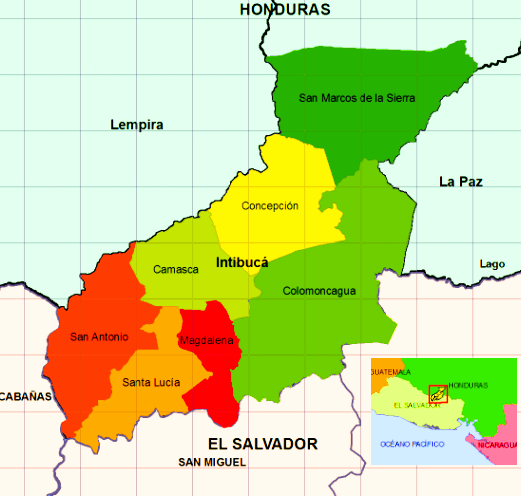 HONDURAS
San Marcos de la Sierra
Lempira
La Paz
Concepción
Intibucá
Lago
Camasca
Colomoncagua
San Antonio
Magdalena
Santa Lucía
CABAÑAS
EL SALVADOR
SAN MIGUEL
GUATEMALA
HONDURAS
EL SALVADOR
OCÉANO PACÍFICO
NICARAGUA